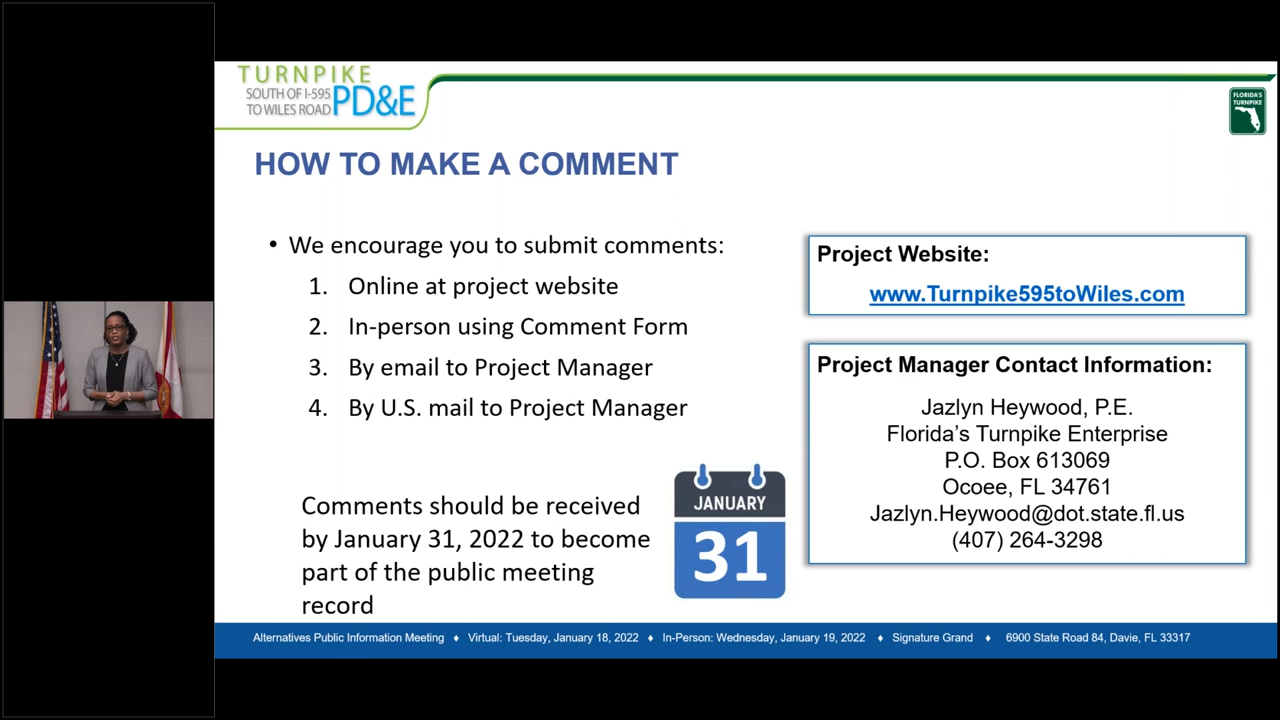 TURNPIKE
SOUTH OF I-595
TO WILES ROAD
PD&E
FLORIDA'S
TURNPIKE
HOW TO MAKE A COMMENT
• We encourage you to submit comments:
1. Online at project website
2. In-person using Comment Form
3. By email to Project Manager
4. By U.S. mail to Project Manager
Comments should be received
by January 31, 2022 to become
part of the public meeting
record
JANUARY
31
Project Website:
www.Turnpike595toWiles.com
Project Manager Contact Information:
Jazlyn Heywood, P.E.
Florida’s Turnpike Enterprise
P.O. Box 613069
Ocoee, FL 34761
Jazlyn.Heywood@dot.state.fl.us
(407) 264-3298
Alternatives Public Information Meeting ♦ Virtual: Tuesday, January 18, 2022 ♦ In-Person: Wednesday, January 19, 2022 ♦ Signature Grand ♦ 6900 State Road 84, Davie, FL 33317